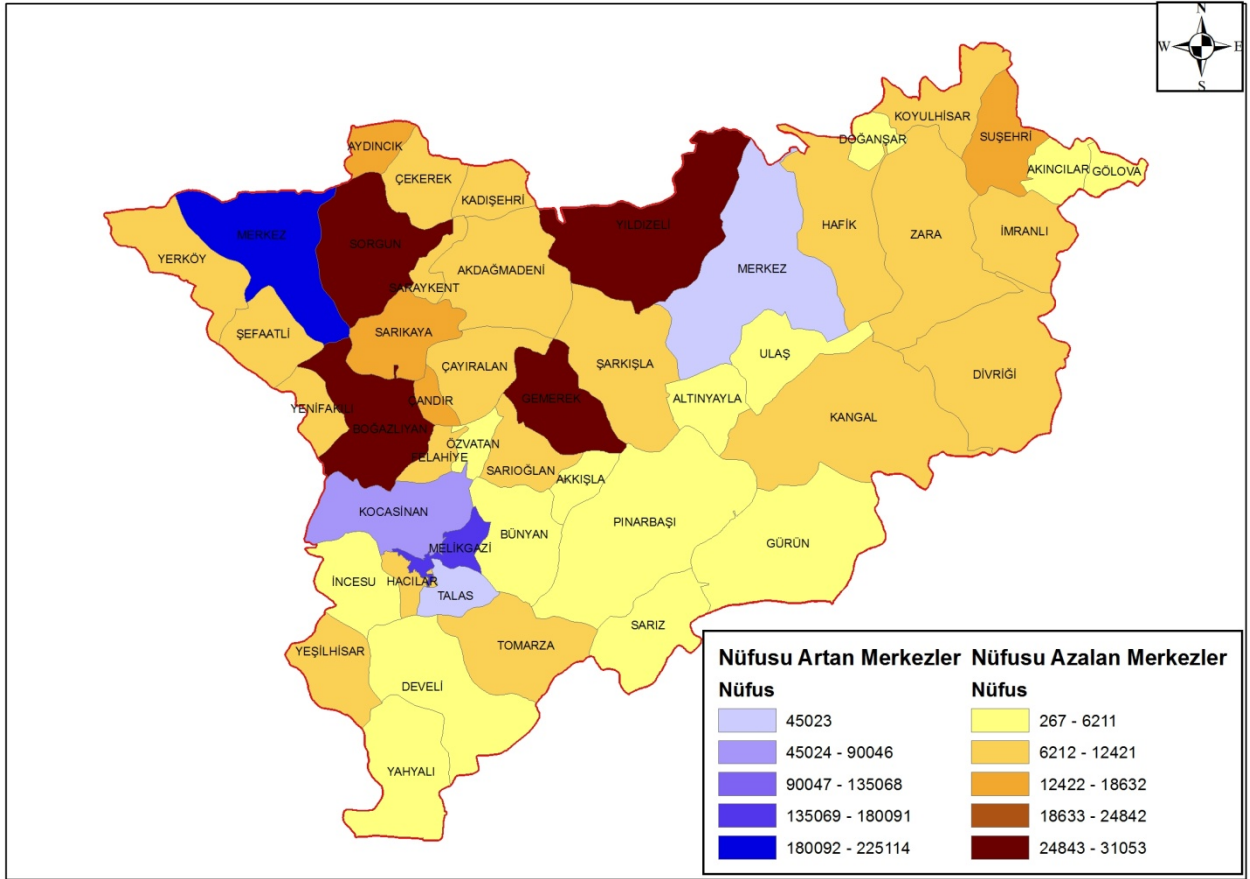 N
W E
S
KOYULHİSAR
DOĞANŞAR
SUŞEHRİ
AYDINCIK
AKINCILAR
GÖLOVA
ÇEKEREK
KADIŞEHRİ
YILDIZELİ
HAFİK
ZARA
İMRANLI
MERKEZ
SORGUN
YERKÖY
MERKEZ
AKDAĞMADENİ
SARAYKENT
ŞEFAATLİ
SARIKAYA
ULAŞ
ÇAYIRALAN
ŞARKIŞLA
DİVRİĞİ
YENİFAKILI
ÇANDIR
GEMEREK
ALTINYAYLA
KANGAL
BOĞAZLIYAN
ÖZVATAN
FELAHİYE
SARIOĞLAN
AKKIŞLA
KOCASİNAN
PINARBAŞI
BÜNYAN
GÜRÜN
MELİKGAZİ
İNCESU
HACILAR
TALAS
SARIZ
TOMARZA
YEŞİLHİSAR
DEVELİ
YAHYALI
Nüfusu Artan Merkezler
Nüfus
45023
45024 - 90046
90047 - 135068
135069 - 180091
180092 - 225114
Nüfusu Azalan Merkezler
Nüfus
267 - 6211
6212 - 12421
12422 - 18632
18633 - 24842
24843 - 31053